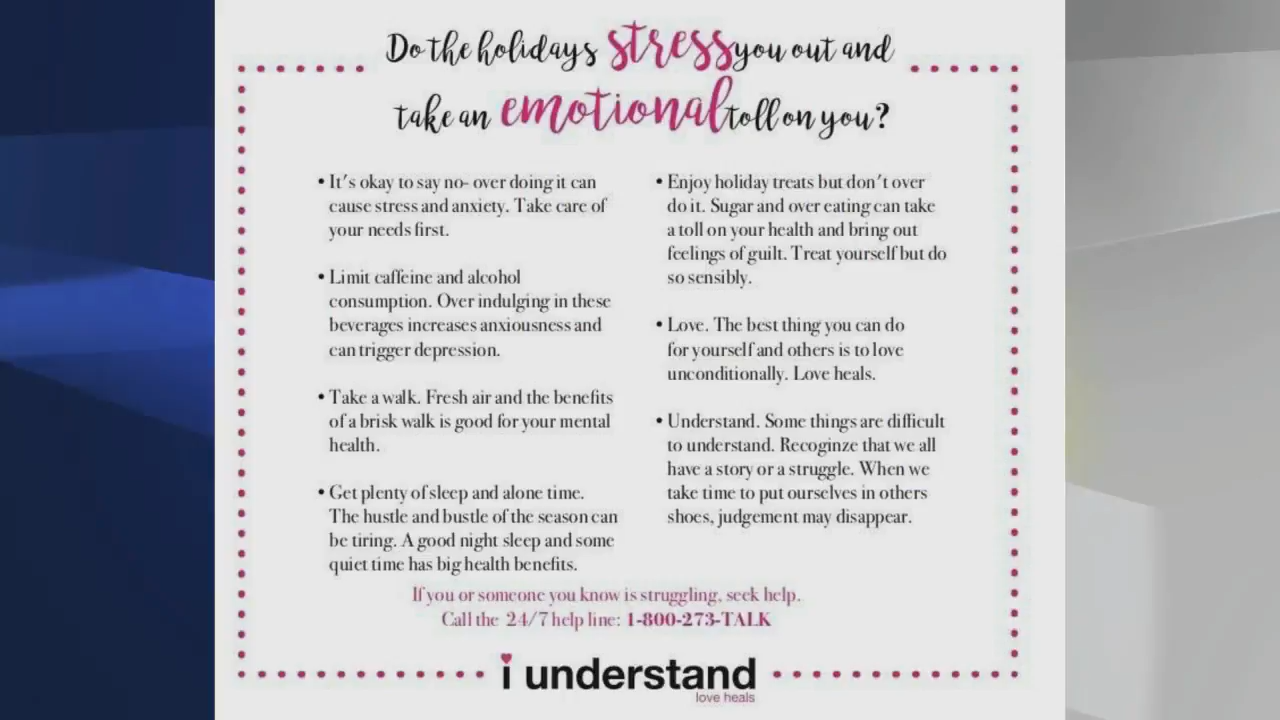 Do the holidays stress you out and
take an emotional toll on you?
• It's okay to say no- over doing it can
cause stress and anxiety. Take care of
your needs first.
• Limit caffeine and alcohol
consumption. Over indulging in these
beverages increases anxiousness and
can trigger depression.
• Take a walk. Fresh air and the benefits
of a brisk walk is good for your mental
health.
• Get plenty of sleep and alone time.
The hustle and bustle of the season can
be tiring. A good night sleep and some
quiet time has big health benefits.
• Enjoy holiday treats but don't over
do it. Sugar and over eating can take
a toll on your health and bring out
feelings of guilt. Treat yourself but do
so sensibly.
• Love. The best thing you can do
for yourself and others is to love
unconditionally. Love heals.
• Understand. Some things are difficult
to understand. Recoginze that we all
have a story or a struggle. When we
take time to put ourselves in others
shoes, judgement may disappear.
If you or someone you know is struggling, seek help.
Call the 24/7 help line: 1-800-273-TALK
i understand
love heals